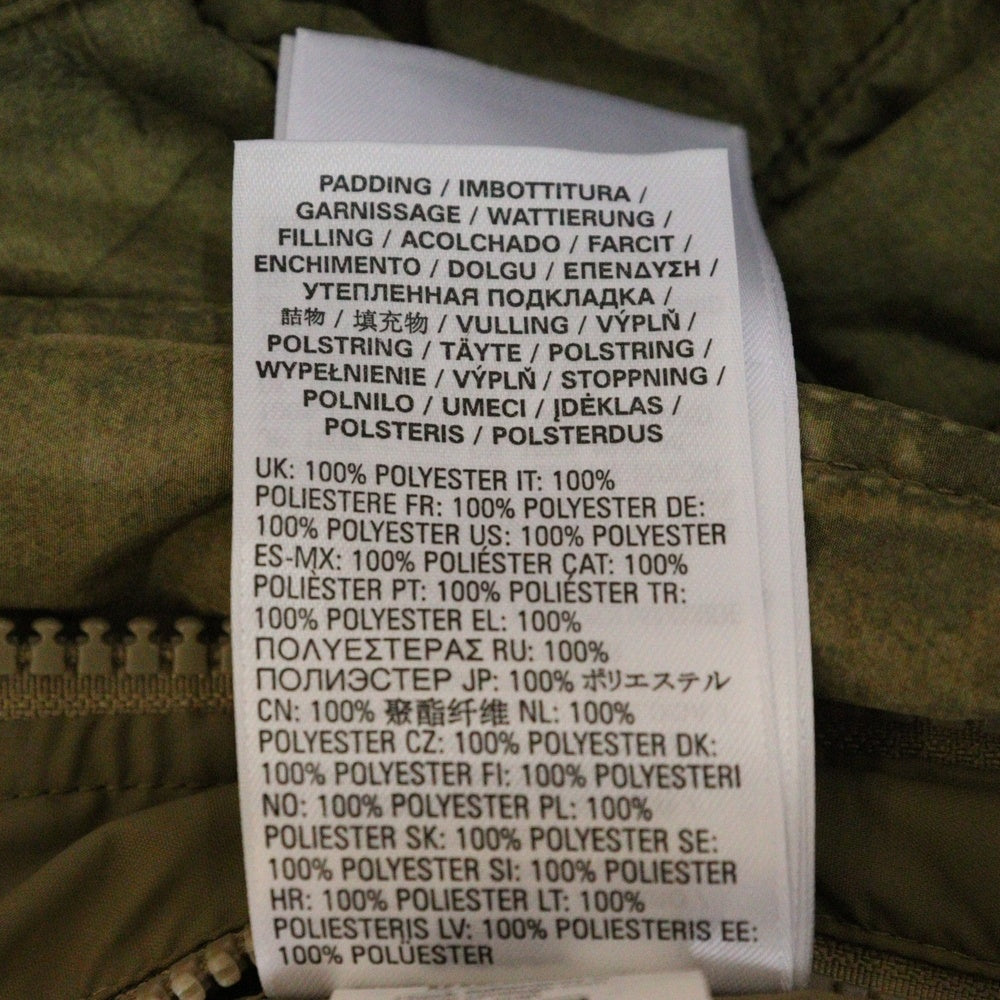 PADDING / IMBOTTITURA /
GARNISSAGE / WATTIERUNG /
FILLING / ACOLCHADO / FARCIT /
ENCHIMENTO / DOLGU / ΕΠΕΝΔΥΣΗ /
УТЕПЛЕННАЯ ПОДКЛАДКА /
詰物 / 填充物 / VULLING / VÝPLŇ /
POLSTRING / TÄYTE / POLSTRING /
WYPEŁNIENIE / VÝPLŇ / STOPPNING /
POLNILO / UMECI / ĮDĖKLAS /
POLSTERIS / POLSTERDUS
UK: 100% POLYESTER IT: 100%
POLIESTERE FR: 100% POLYESTER DE:
100% POLYESTER US: 100% POLYESTER
ES-MX: 100% POLIÉSTER CAT: 100%
POLIÈSTER PT: 100% POLIÉSTER TR:
100% POLYESTER EL: 100%
ΠΟΛΥΕΣΤΕΡΑΣ RU: 100%
ПОЛИЭСТЕР JP: 100% ポリエステル
CN: 100% 聚酯纤维 NL: 100%
POLYESTER CZ: 100% POLYESTER DK:
100% POLYESTER FI: 100% POLYESTERI
NO: 100% POLYESTER PL: 100%
POLIESTER SK: 100% POLYESTER SE:
100% POLYESTER SI: 100% POLIESTER
HR: 100% POLIESTER LT: 100%
POLIESTERIS LV: 100% POLIESTERIS EE:
100% POLÜESTER